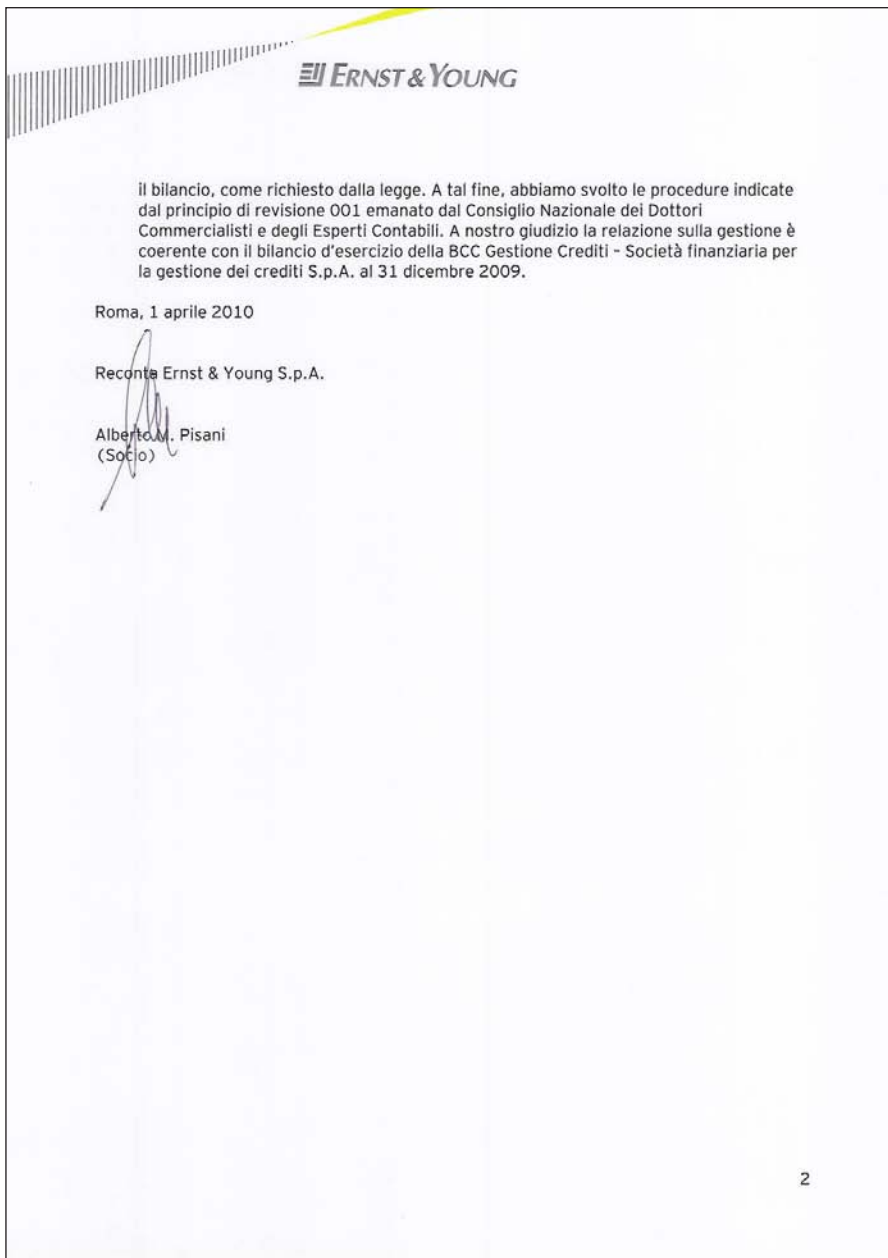 ERNST & YOUNG
il bilancio, come richiesto dalla legge. A tal fine, abbiamo svolto le procedure indicate
dal principio di revisione 001 emanato dal Consiglio Nazionale dei Dottori
Commercialisti e degli Esperti Contabili. A nostro giudizio la relazione sulla gestione è
coerente con il bilancio d'esercizio della BCC Gestione Crediti - Società finanziaria per
la gestione dei crediti S.p.A. al 31 dicembre 2009.
Roma, 1 aprile 2010
Reconta Ernst & Young S.p.A.
Alberto M. Pisani
(Socio)
2